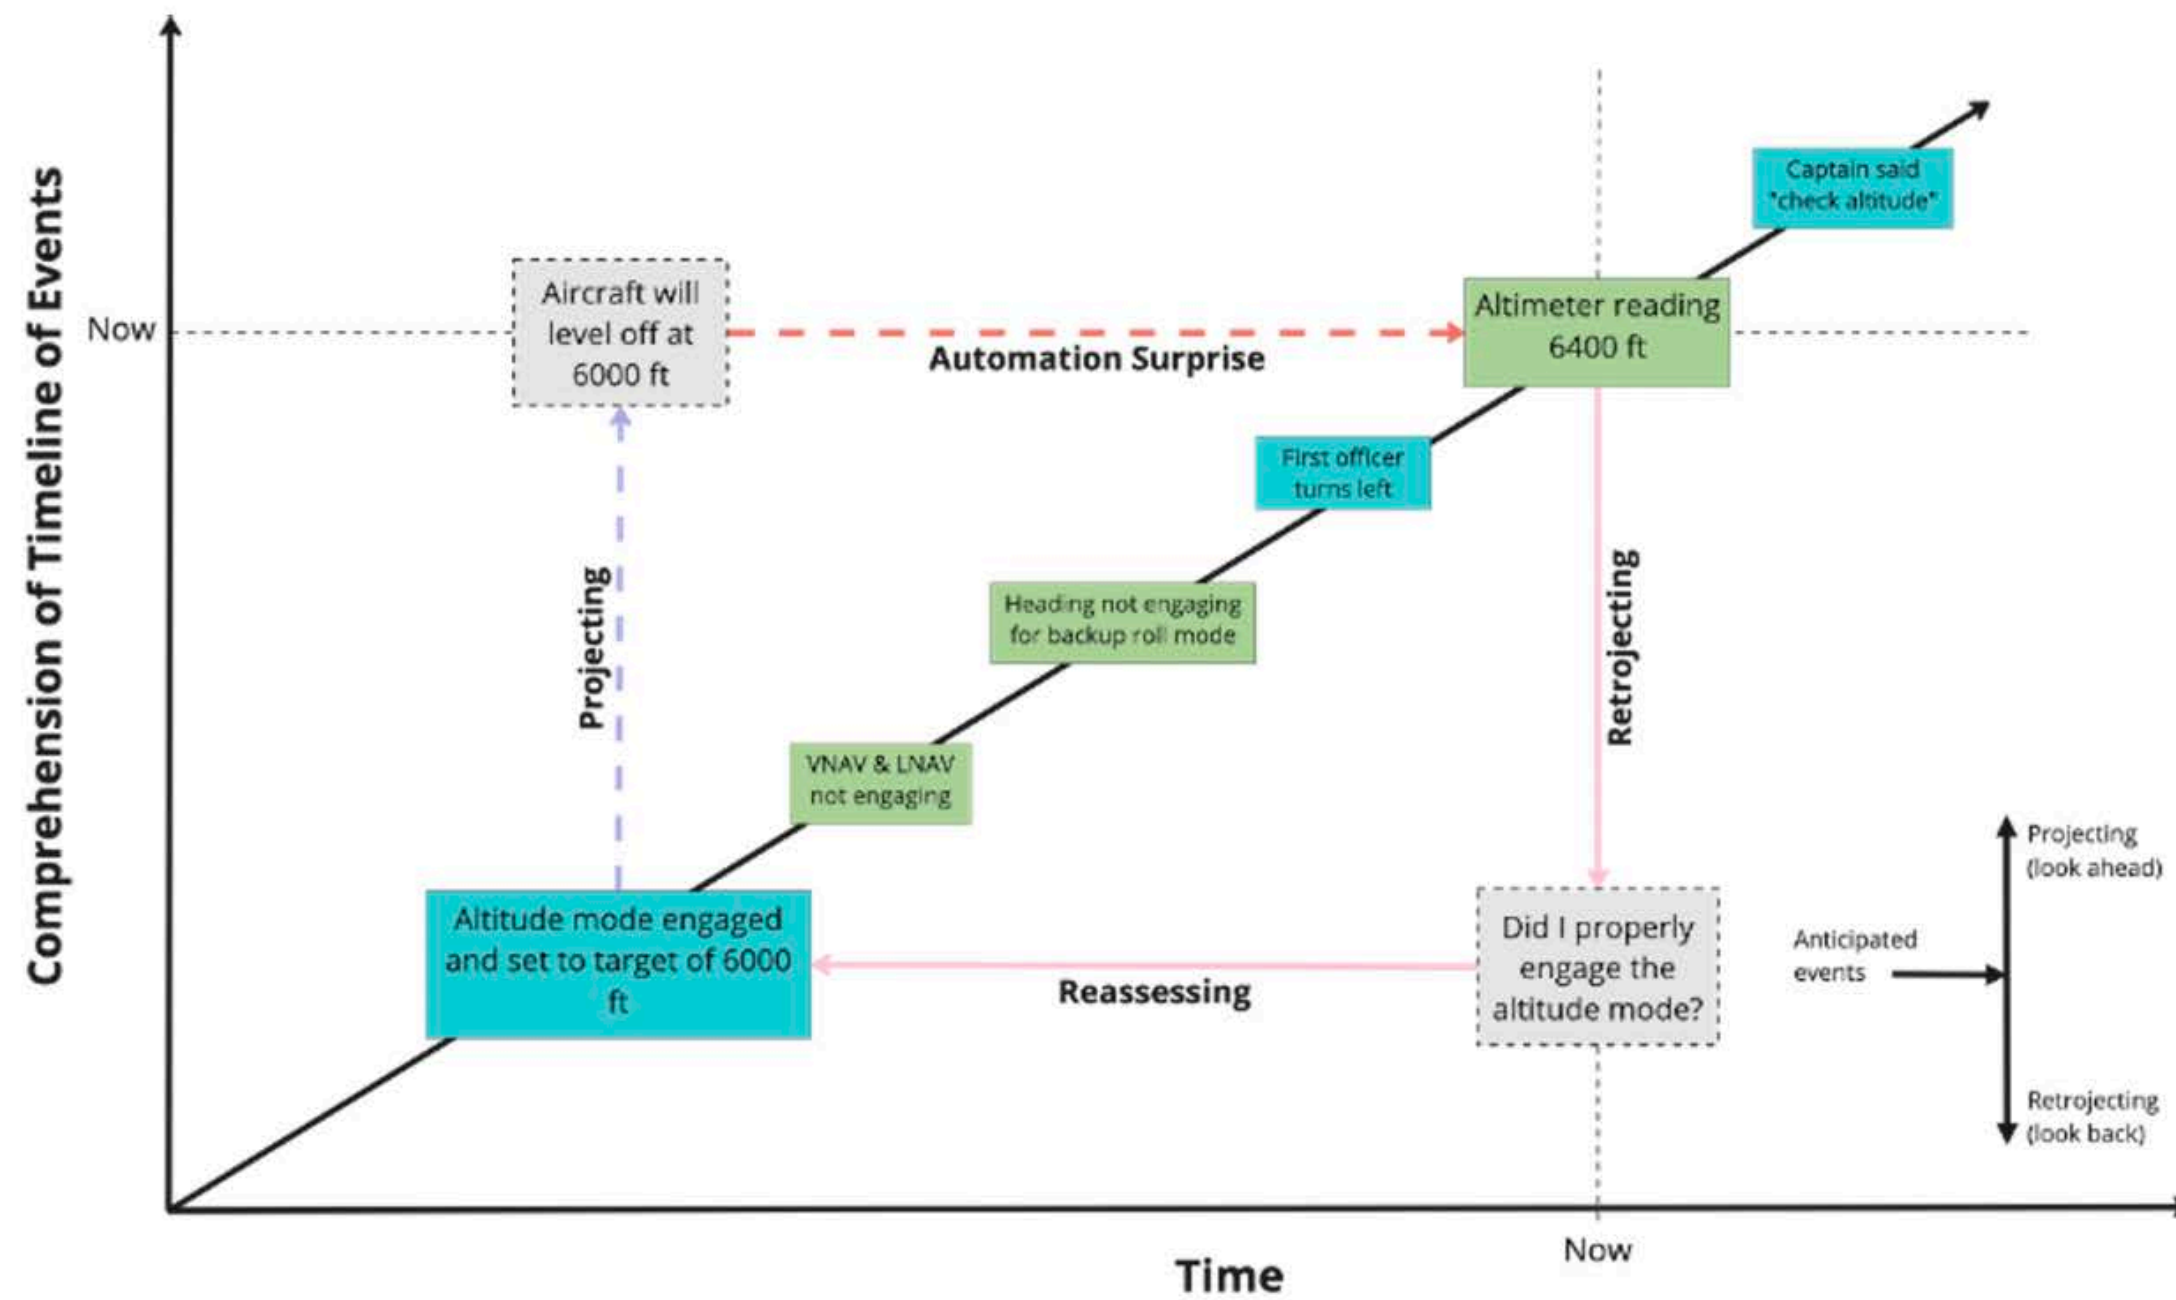 Comprehension of Timeline of Events
Now
Aircraft will
level off at
6000 ft
Automation Surprise
Altimeter reading
6400 ft
Captain said
"check altitude"
First officer
turns left
Heading not engaging
for backup roll mode
VNAV & LNAV
not engaging
Projecting
Altitude mode engaged
and set to target of 6000
ft
Retrojecting
Reassessing
Did I properly
engage the
altitude mode?
Anticipated
events
Projecting
(look ahead)
Retrojecting
(look back)
Now
Time